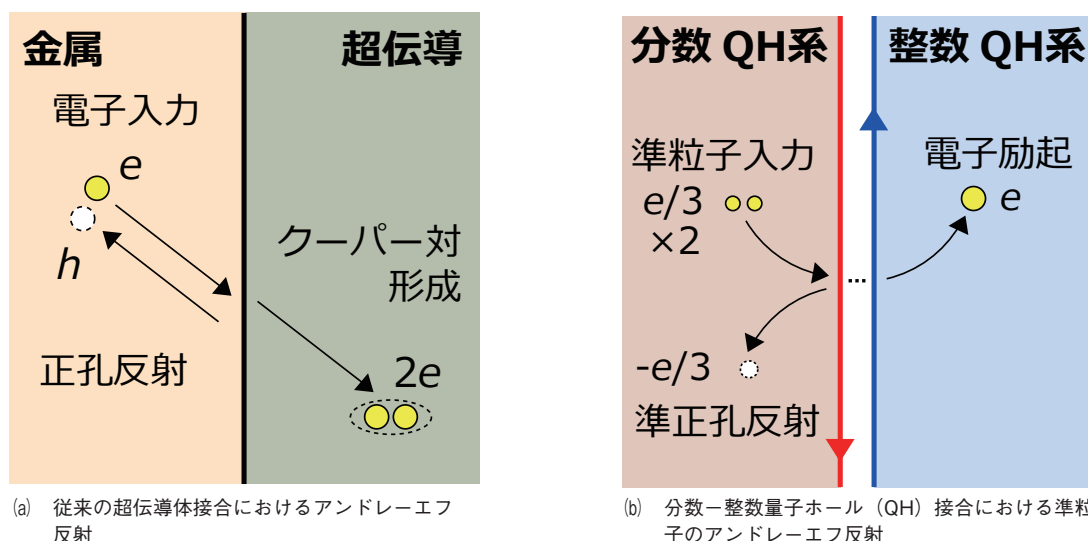 金属
超伝導
電子入力
e
h
クーパー対
形成
正孔反射
2e
(a) 従来の超伝導体接合におけるアンドレーエフ
反射
分数 QH系
整数 QH系
準粒子入力
e/3
×2
電子励起
e
...
-e/3
準正孔反射
(b) 分数－整数量子ホール（QH）接合における準粒
子のアンドレーエフ反射